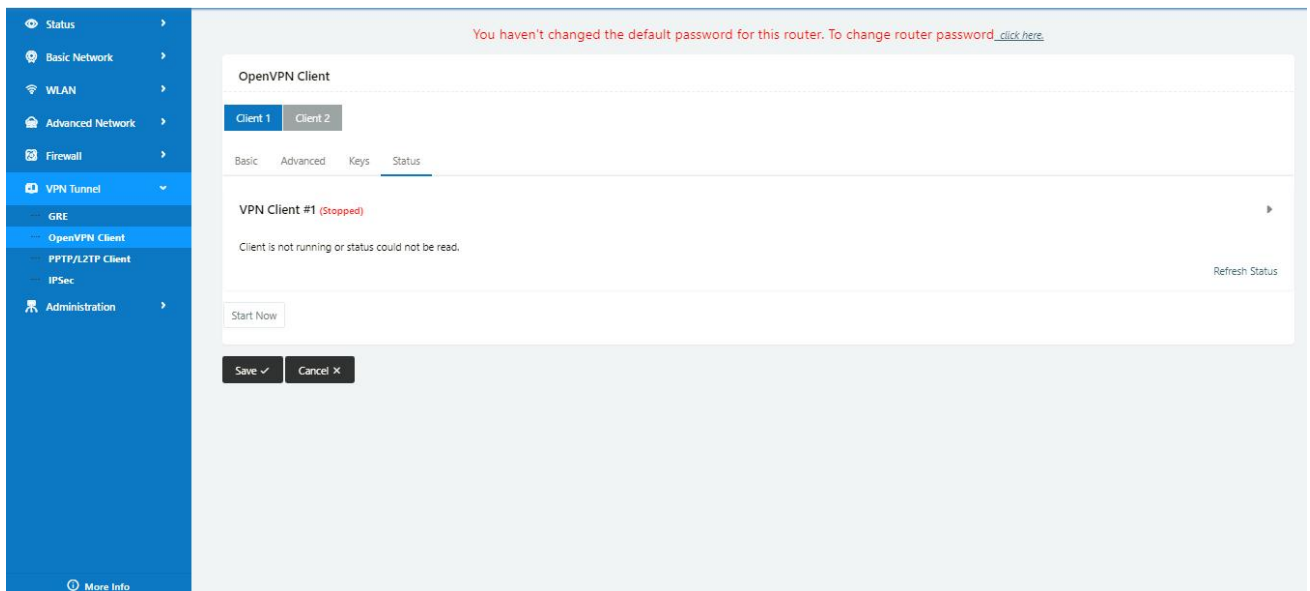 Status
Basic Network
WLAN
Advanced Network
Firewall
VPN Tunnel
GRE
OpenVPN Client
PPTP/L2TP Client
IPSec
Administration
More Info
You haven't changed the default password for this router. To change router password click here.
OpenVPN Client
Client 1 Client 2
Basic Advanced Keys Status
VPN Client #1 (Stopped)
Client is not running or status could not be read.
Refresh Status
Start Now
Save Cancel